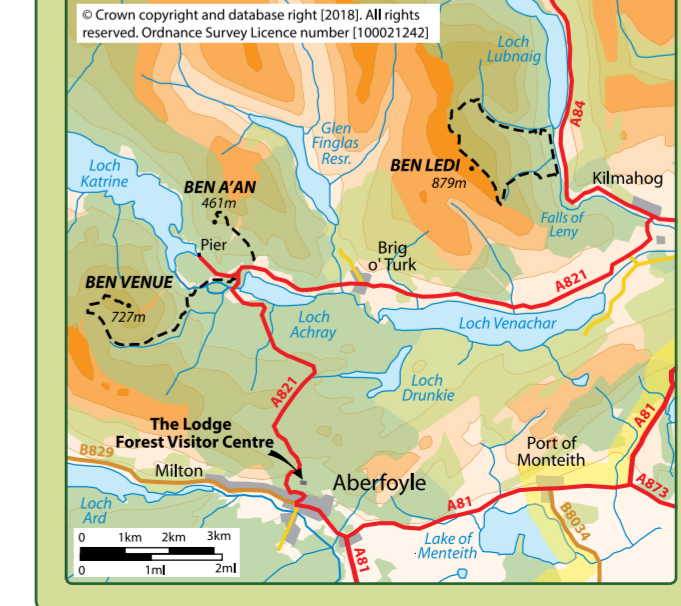 © Crown copyright and database right [2018]. All rights
reserved. Ordnance Survey Licence number [100021242]
Loch
Lubnaig
A84
Glen
Finglas
Resr.
BEN LEDI
879m
Kilmahog
Loch
Katrine
BEN A'AN
461m
Falls of
Leny
Pier
Brig
o' Turk
A821
BEN VENUE
727m
Loch
Achray
Loch Venachar
A821
Loch
Drunkie
A81
The Lodge
Forest Visitor Centre
Port of
Monteith
B829
Milton
Aberfoyle
A873
A81
B8034
Loch
Ard
Lake of
Menteith
0 1km 2km 3km
0 1ml 2ml
A81